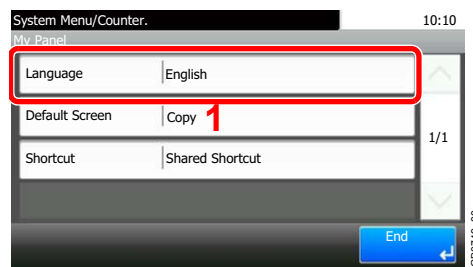 System Menu/Counter. 10:10
My Panel
Language English
Default Screen Copy 1
1/1
Shortcut Shared Shortcut
End